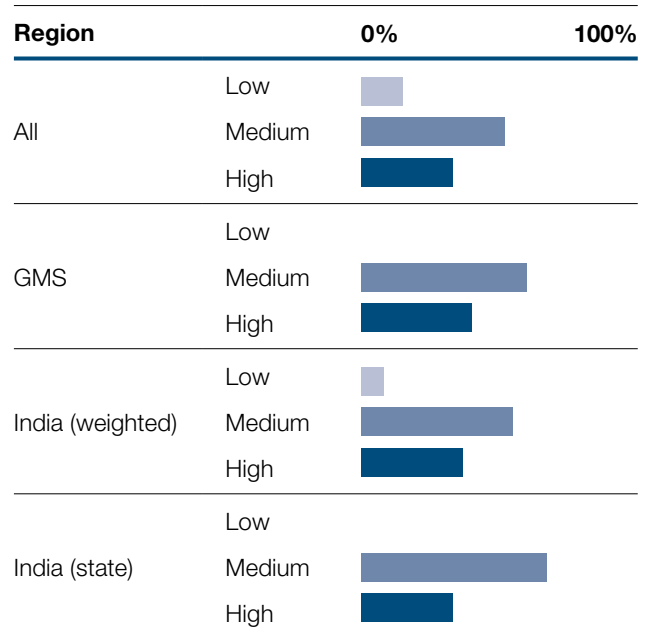 Region 0% 100%
Low
All Medium
High
Low
GMS Medium
High
Low
India (weighted) Medium
High
Low
India (state) Medium
High